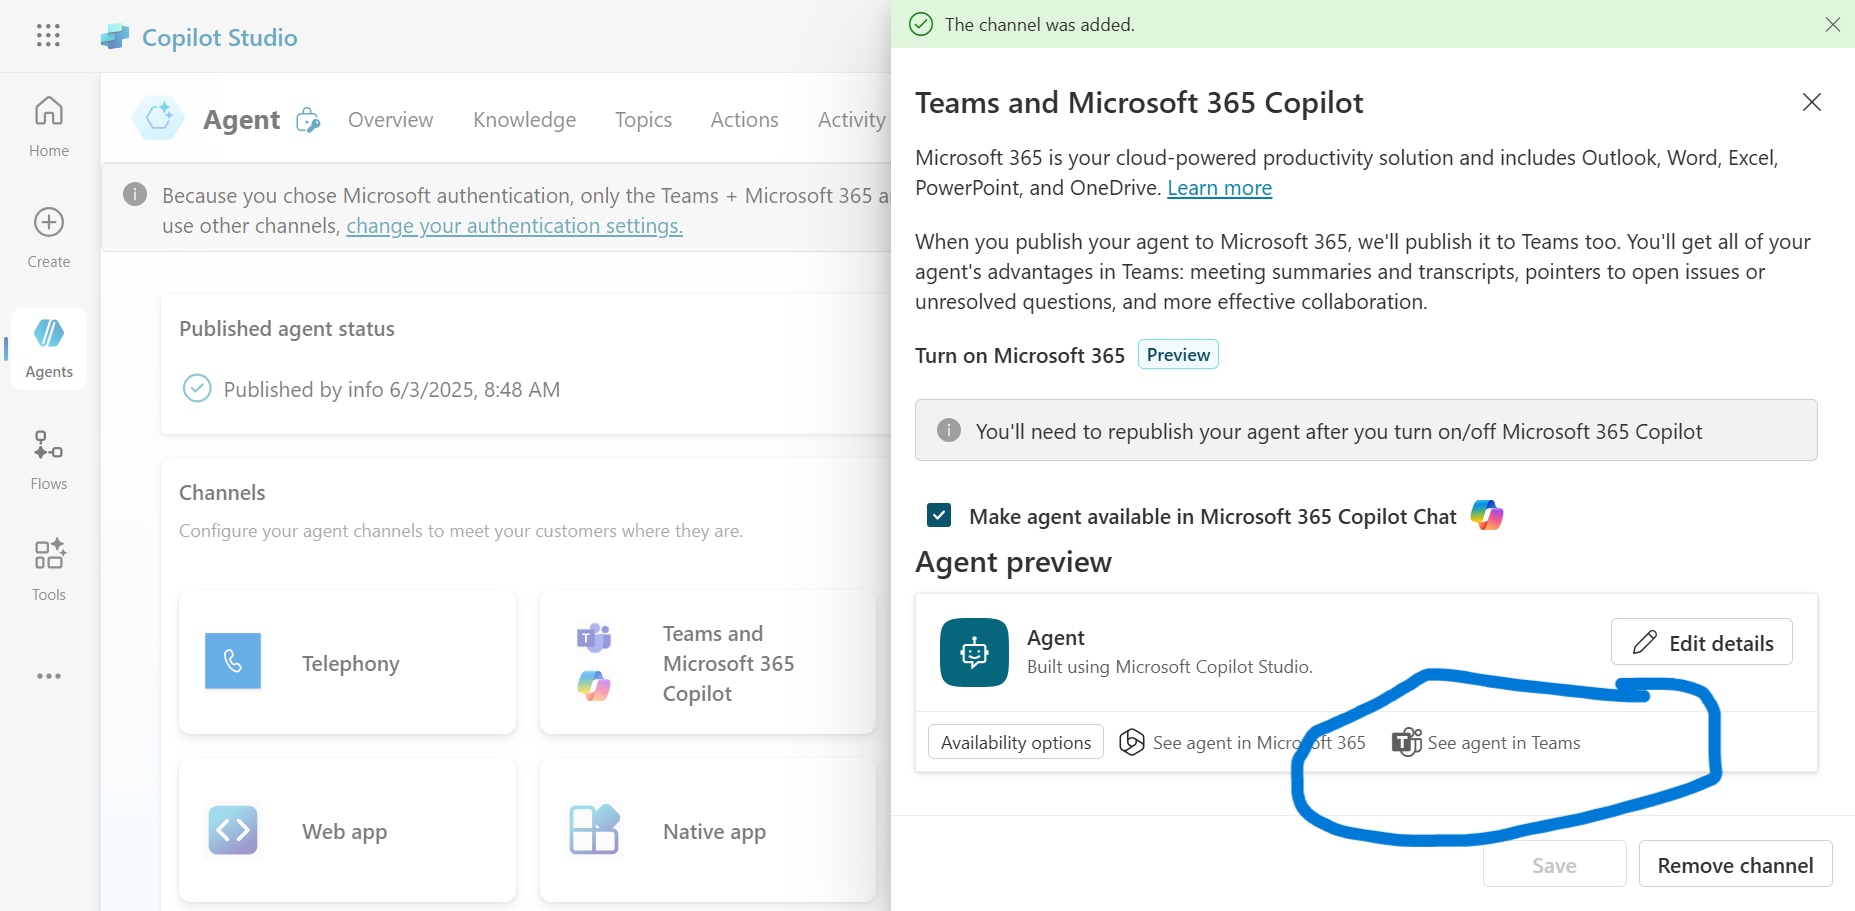 Copilot Studio
Home
Create
Agents
Flows
Tools
Agent
Overview
Knowledge
Topics
Actions
Activity
Because you chose Microsoft authentication, only the Teams + Microsoft 365
use other channels, change your authentication settings.
Published agent status
Published by info 6/3/2025, 8:48 AM
Channels
Configure your agent channels to meet your customers where they are.
Telephony
Teams and
Microsoft 365
Copilot
Web app
Native app
The channel was added.
Teams and Microsoft 365 Copilot
Microsoft 365 is your cloud-powered productivity solution and includes Outlook, Word, Excel,
PowerPoint, and OneDrive. Learn more
When you publish your agent to Microsoft 365, we'll publish it to Teams too. You'll get all of your
agent's advantages in Teams: meeting summaries and transcripts, pointers to open issues or
unresolved questions, and more effective collaboration.
Turn on Microsoft 365 Preview
You'll need to republish your agent after you turn on/off Microsoft 365 Copilot
Make agent available in Microsoft 365 Copilot Chat
Agent preview
Agent
Built using Microsoft Copilot Studio.
Edit details
Availability options
See agent in Microsoft 365
See agent in Teams
Save
Remove channel